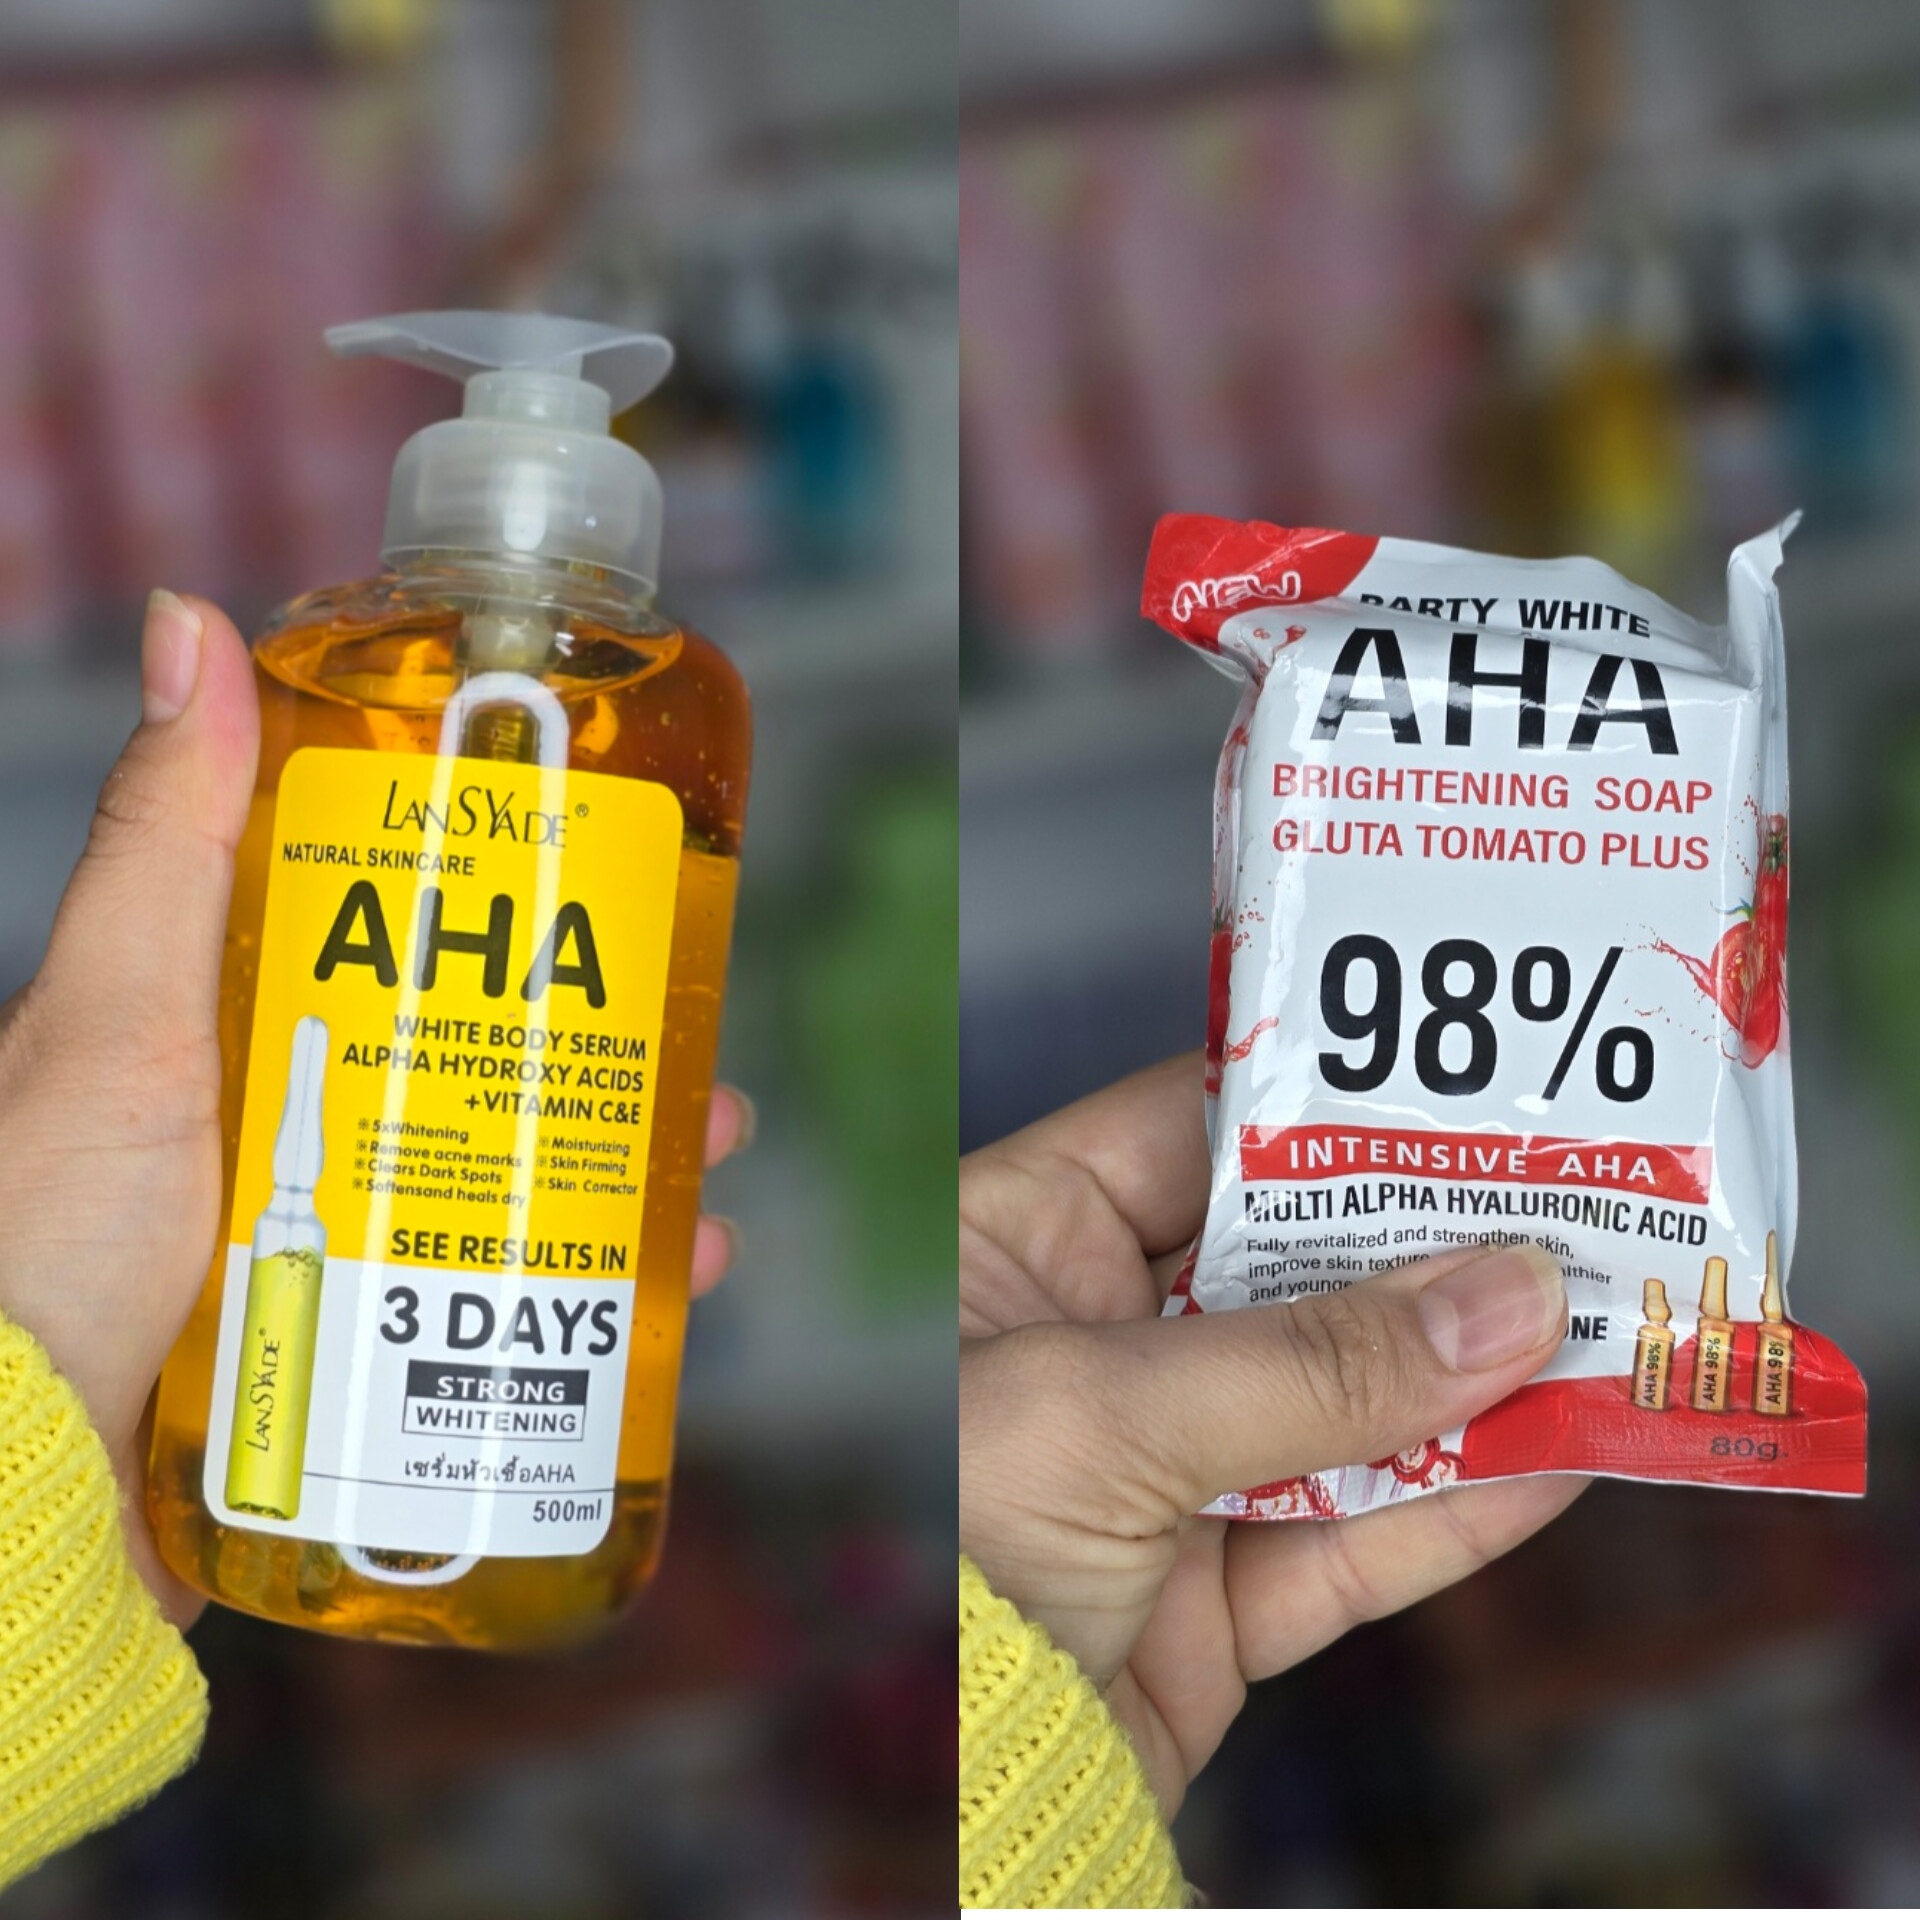 LANSYADE®
NATURAL SKINCARE
AHA
WHITE BODY SERUM
ALPHA HYDROXY ACIDS
+VITAMIN C&E
※5xWhitening
※Remove acne marks
※Clears Dark Spots
※Softensand heals dry
※Moisturizing
※Skin Firming
※Skin Corrector
SEE RESULTS IN
3 DAYS
STRONG
WHITENING
LANSYADE®
เซรั่มหัวเชื้อAHA
500ml
NEW
PARTY WHITE
AHA
BRIGHTENING SOAP
GLUTA TOMATO PLUS
98%
INTENSIVE AHA
MULTI ALPHA HYALURONIC ACID
Fully revitalized and strengthen skin,
improve skin
and
AHA 98%
AHA 98%
AHA 98
80g.